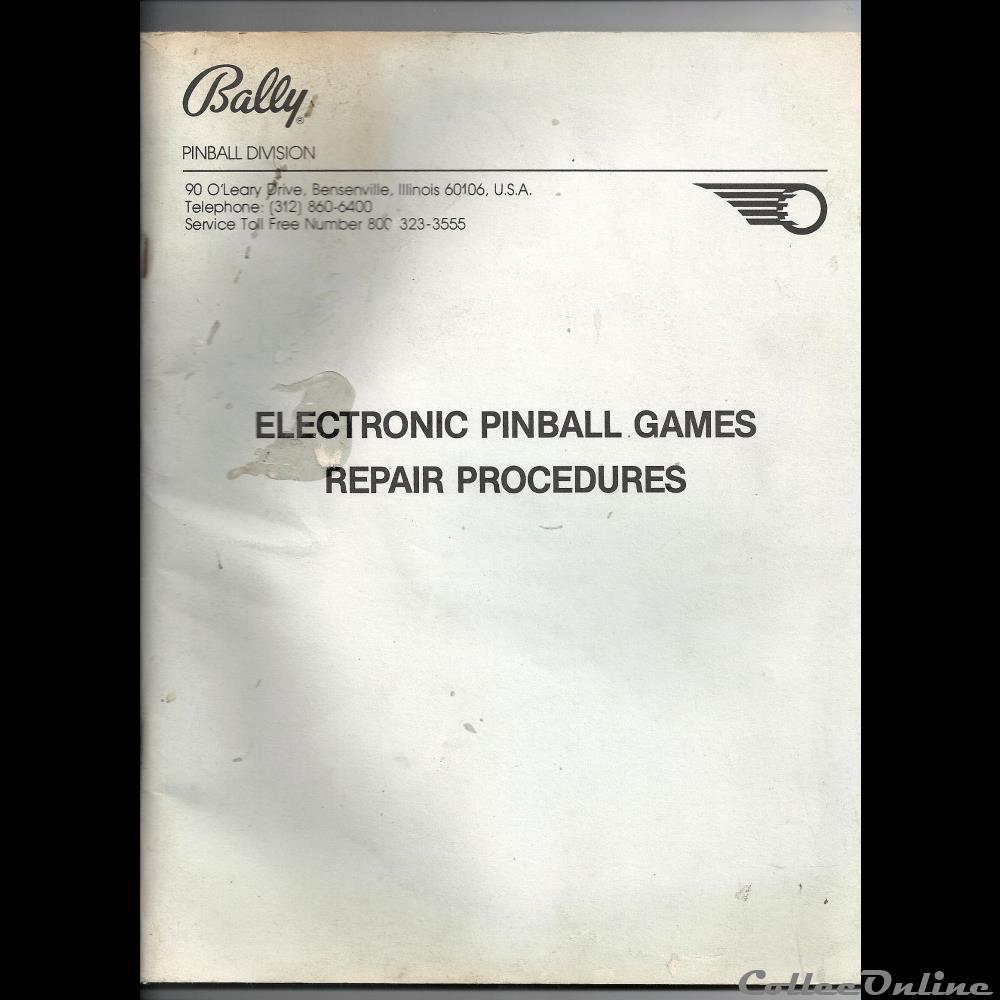 Bally®
PINBALL DIVISION
90 O'Leary Drive, Bensenville, Illinois 60106, U.S.A.
Telephone: (312) 860-6400
Service Toll Free Number 800 323-3555
ELECTRONIC PINBALL GAMES
REPAIR PROCEDURES
ColleeOnline